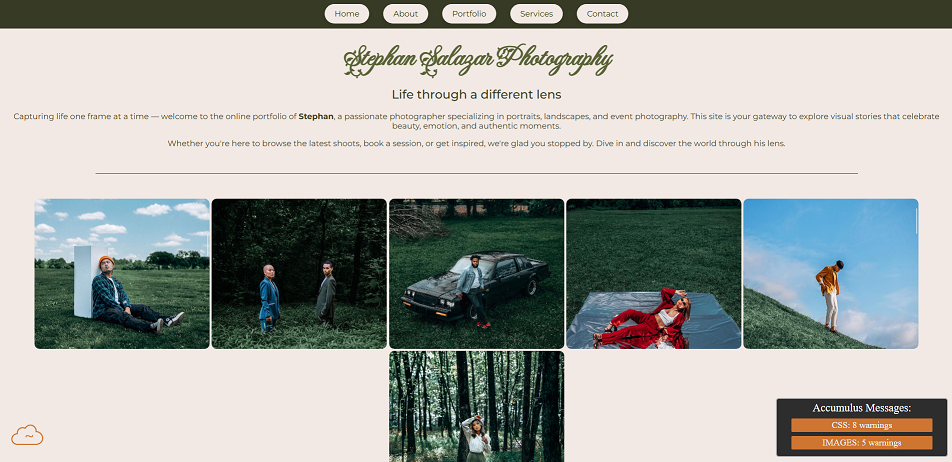 Home About Portfolio Services Contact
Stephan Salazar Photography
Life through a different lens
Capturing life one frame at a time — welcome to the online portfolio of Stephan, a passionate photographer specializing in portraits, landscapes, and event photography. This site is your gateway to explore visual stories that celebrate
beauty, emotion, and authentic moments.
Whether you're here to browse the latest shoots, book a session, or get inspired, we're glad you stopped by. Dive in and discover the world through his lens.
Accumulus Messages:
CSS: 8 warnings
IMAGES: 5 warnings